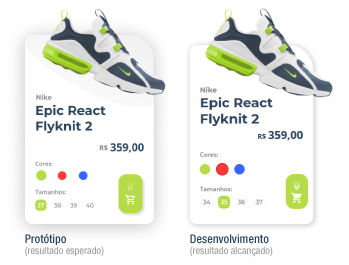 Nike
Epic React
Flyknit 2
R$ 359,00
Cores:
Tamanhos:
37 38 39 40
Protótipo
(resultado esperado)
Nike
Epic React
Flyknit 2
R$ 359,00
Cores:
Tamanhos:
34 35 36 37
Desenvolvimento
(resultado alcançado)